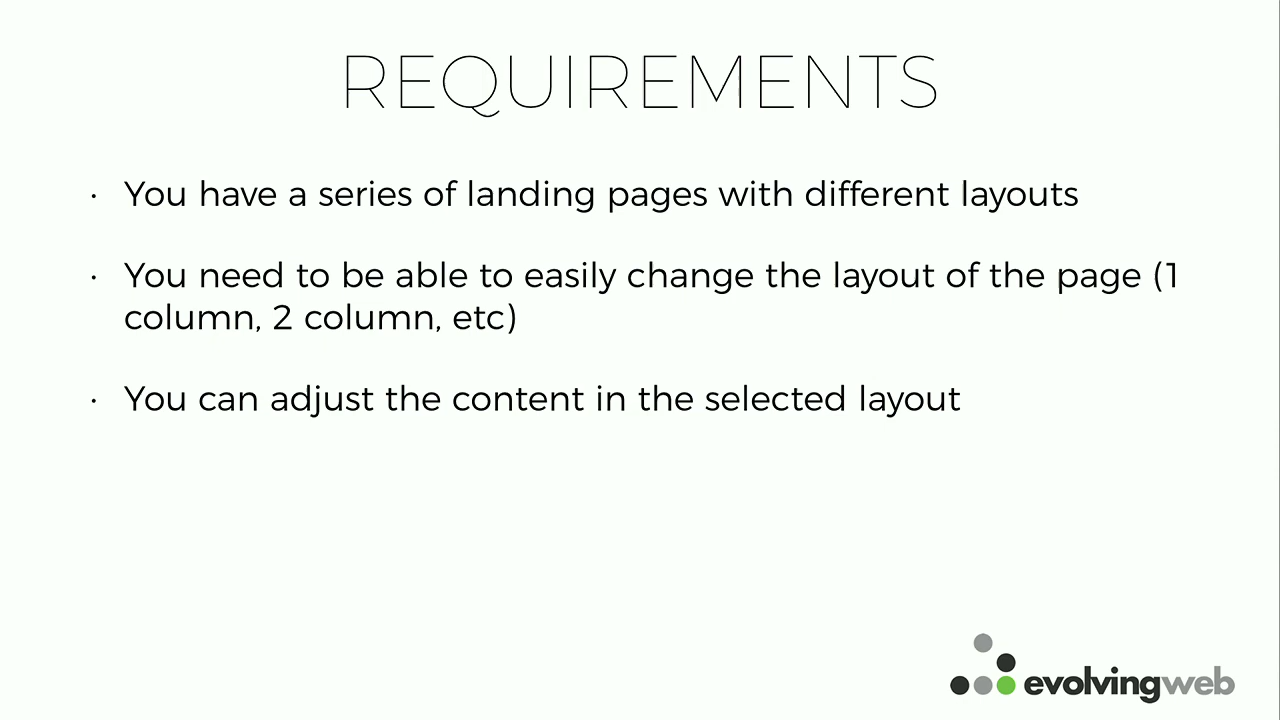 REQUIREMENTS
· You have a series of landing pages with different layouts
· You need to be able to easily change the layout of the page (1
column, 2 column, etc)
· You can adjust the content in the selected layout
evolvingweb